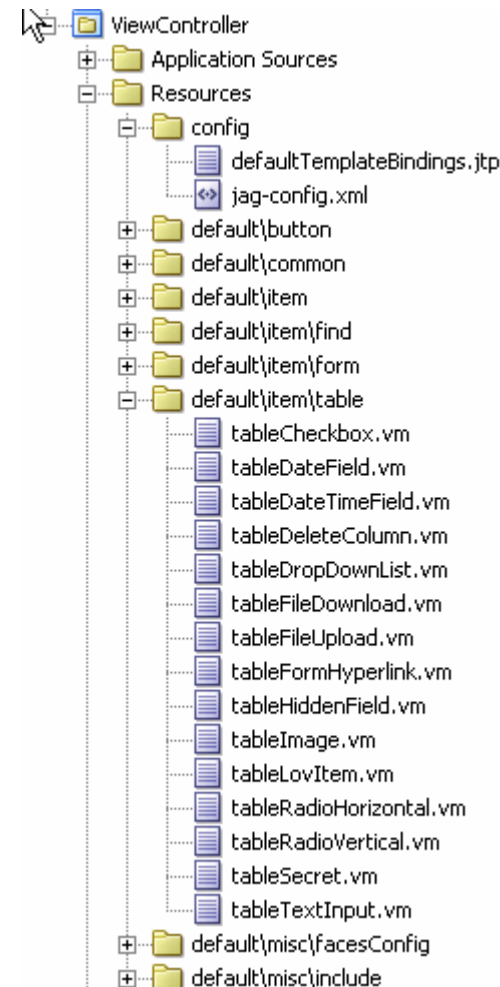 ViewController
Application Sources
Resources
config
defaultTemplateBindings.jtp
jag-config.xml
default\button
default\common
default\item
default\item\find
default\item\form
default\item\table
tableCheckbox.vm
tableDateField.vm
tableDateTimeField.vm
tableDeleteColumn.vm
tableDropDownList.vm
tableFileDownload.vm
tableFileUpload.vm
tableFormHyperlink.vm
tableHiddenField.vm
tableImage.vm
tableLovItem.vm
tableRadioHorizontal.vm
tableRadioVertical.vm
tableSecret.vm
tableTextInput.vm
default\misc\facesConfig
default\misc\include